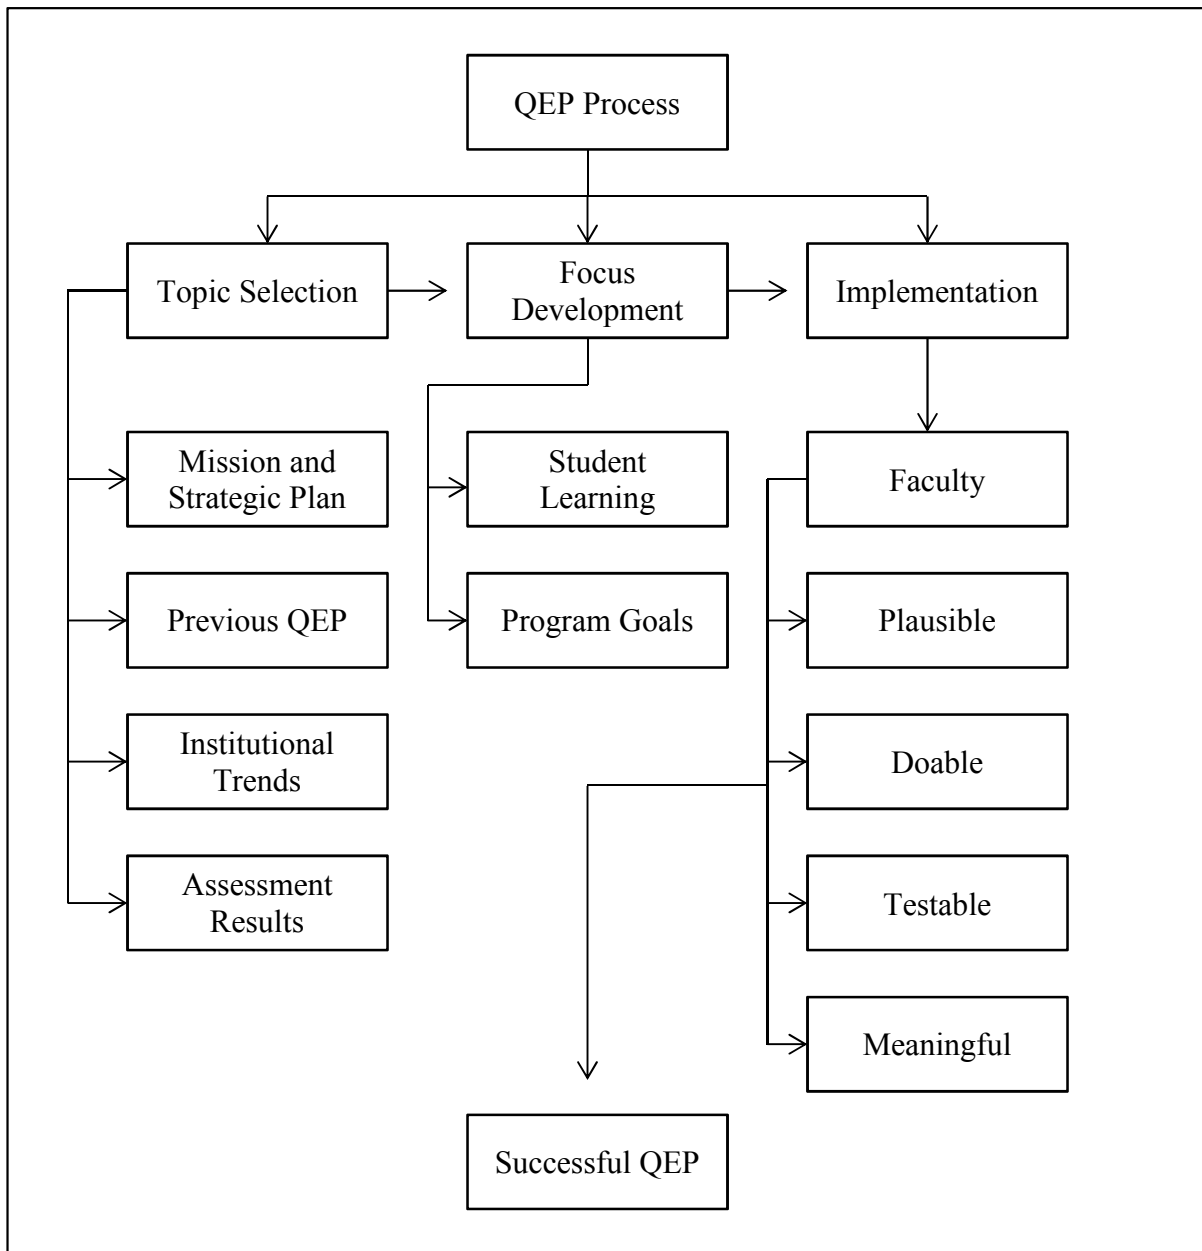 QEP Process
Topic Selection
Focus
Development
Implementation
Mission and
Strategic Plan
Student
Learning
Faculty
Previous QEP
Program Goals
Plausible
Institutional
Trends
Doable
Assessment
Results
Testable
Meaningful
Successful QEP